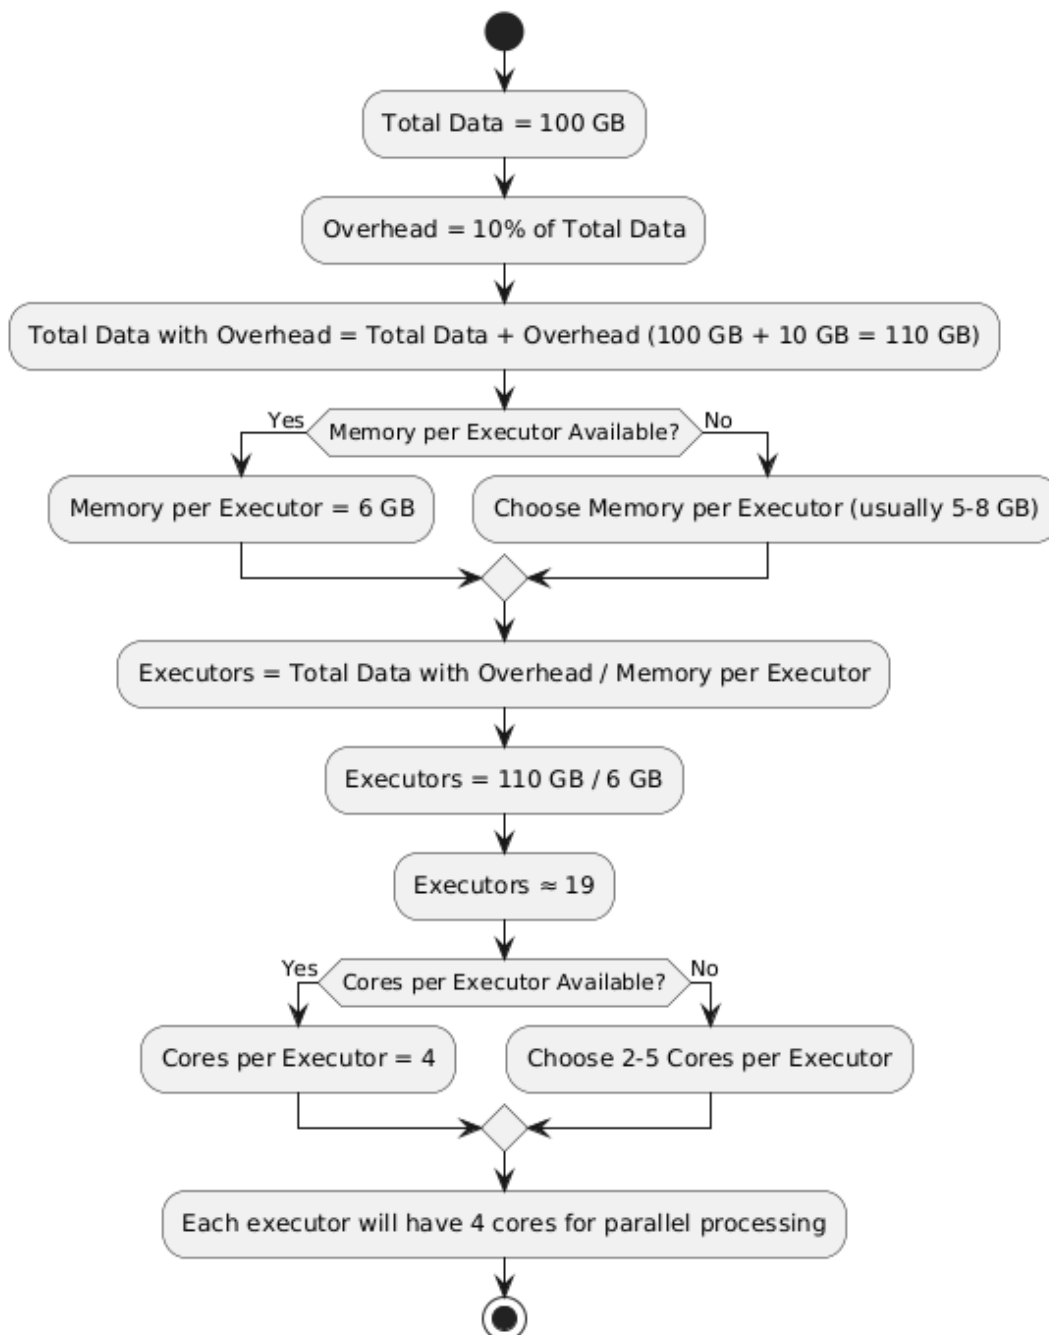 Total Data = 100 GB
Overhead = 10% of Total Data
Total Data with Overhead = Total Data + Overhead (100 GB + 10 GB = 110 GB)
Yes
Memory per Executor Available?
No
Memory per Executor = 6 GB
Choose Memory per Executor (usually 5-8 GB)
Executors = Total Data with Overhead / Memory per Executor
Executors = 110 GB / 6 GB
Executors ≈ 19
Yes
Cores per Executor Available?
No
Cores per Executor = 4
Choose 2-5 Cores per Executor
Each executor will have 4 cores for parallel processing